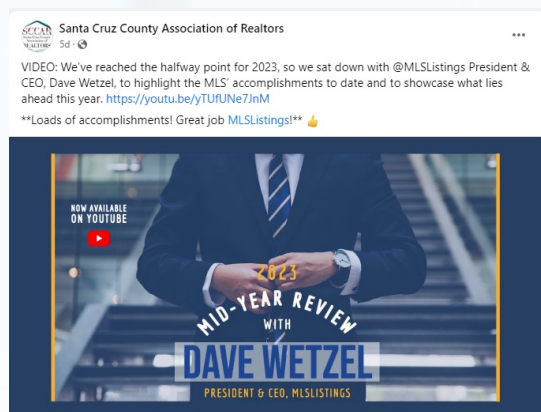 SCCAR
Santa Cruz County Association of Realtors
5d ·
VIDEO: We've reached the halfway point for 2023, so we sat down with @MLSListings President &
CEO, Dave Wetzel, to highlight the MLS' accomplishments to date and to showcase what lies
ahead this year. https://youtu.be/yTUfUNe7JnM
**Loads of accomplishments! Great job MLSListings!** 👍
NOW AVAILABLE
ON YOUTUBE
2023
MID-YEAR REVIEW
WITH
DAVE WETZEL
PRESIDENT & CEO, MLSLISTINGS